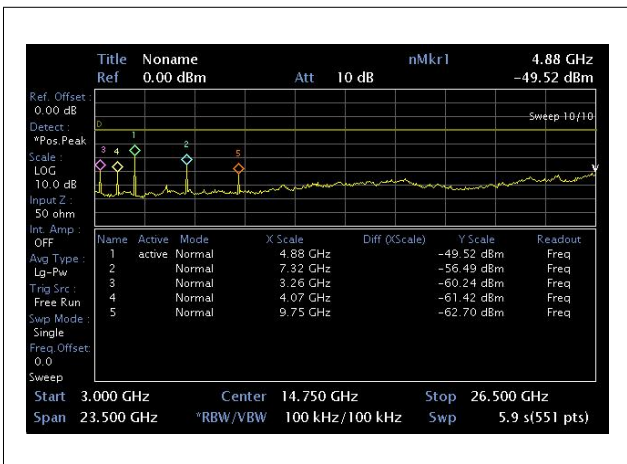 Title Noname nMkr1 4.88 GHz
Ref 0.00 dBm Att 10 dB -49.52 dBm
Ref. Offset :
0.00 dB
Detect :
*Pos.Peak
Scale :
LOG
10.0 dB
Input Z :
50 ohm
Int. Amp :
OFF
Avg Type :
Lg-Pw
Trig Src :
Free Run
Swp Mode :
Single
Freq.Offset:
0.0
Sweep
Sweep 10/10
D
1
2
3 4
5
Name Active Mode X Scale Diff (XScale) Y Scale Readout
1 active Normal 4.88 GHz -49.52 dBm Freq
2 Normal 7.32 GHz -56.49 dBm Freq
3 Normal 3.26 GHz -60.24 dBm Freq
4 Normal 4.07 GHz -61.42 dBm Freq
5 Normal 9.75 GHz -62.70 dBm Freq
Start 3.000 GHz Center 14.750 GHz Stop 26.500 GHz
Span 23.500 GHz *RBW/VBW 100 kHz/100 kHz Swp 5.9 s(551 pts)